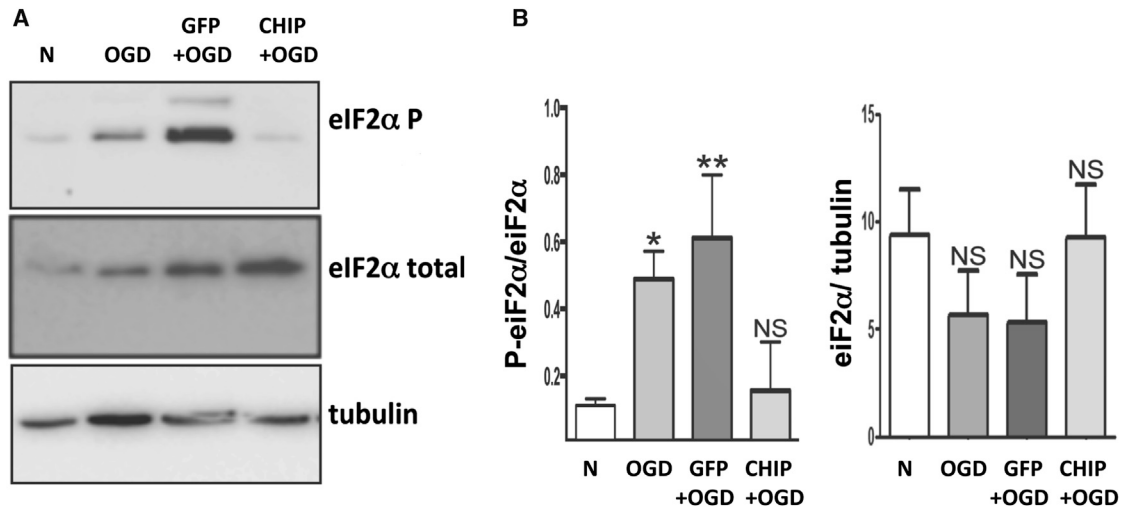 A
N
OGD
GFP
+OGD
CHIP
+OGD
eIF2α P
eIF2α total
tubulin
B
P-eiF2α/eiF2α
1.0
0.8
0.6
0.4
0.2
*
**
NS
N
OGD
GFP
+OGD
CHIP
+OGD
eiF2α/ tubulin
15
10
5
0
NS
NS
NS
N
OGD
GFP
+OGD
CHIP
+OGD